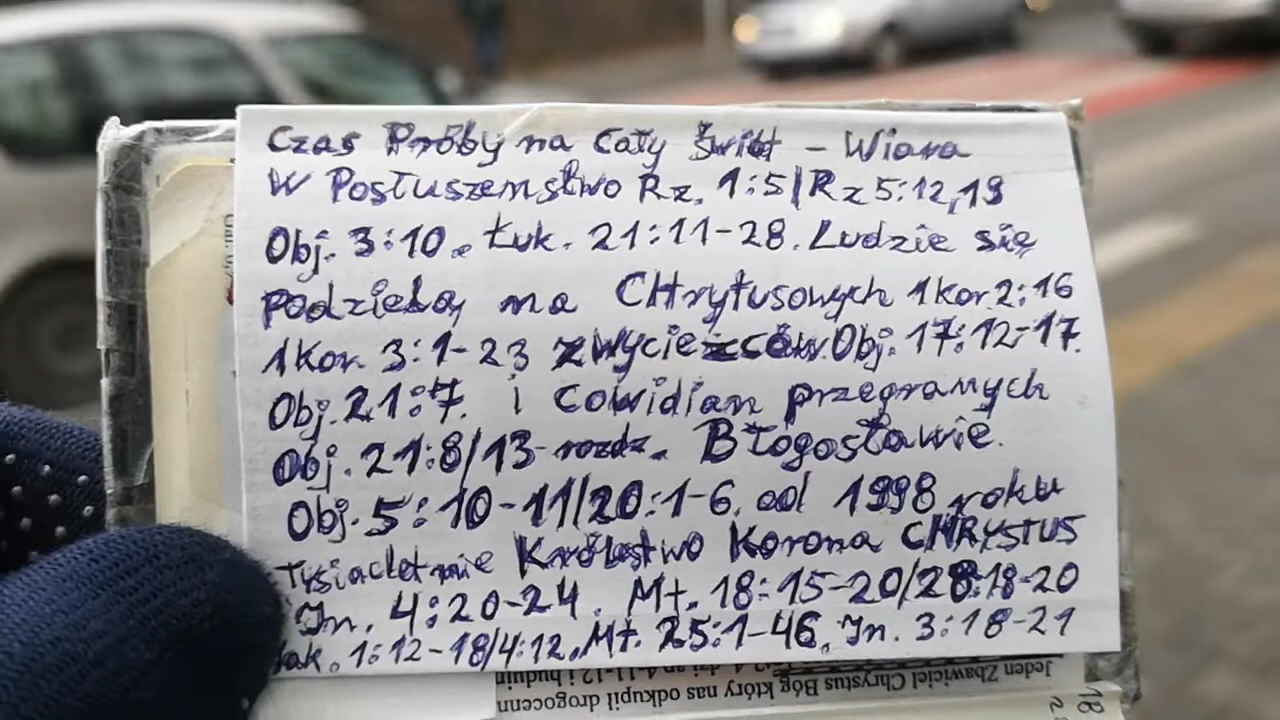 Czas Próby na Cały Świat - Wiara
W Posłuszeństwo Rz. 1:5/Rz 5:12,19
Obj. 3:10. Łuk. 21:11-28. Ludzie się
podzielą na CHrytusowych 1kor 2:16
1Kor. 3:1-23 zwycięzców. Obj. 17:12-17.
Obj. 21:7. i Cowidian przegranych
Obj. 21:8/13-rozdz. Błogosławie.
Obj. 5:10-11/20:1-6. od 1998 roku
Tysiacletnie Królestwo Korona CHRYSTUS
Jn. 4:20-24. Mt. 18:15-20/28:18-20
Jak. 1:12-18/4:12. Mt. 25:1-46. Jn. 3:18-21
Jeden Zbawiciel Chrystus Bóg który nas odkupił drogocenn
18